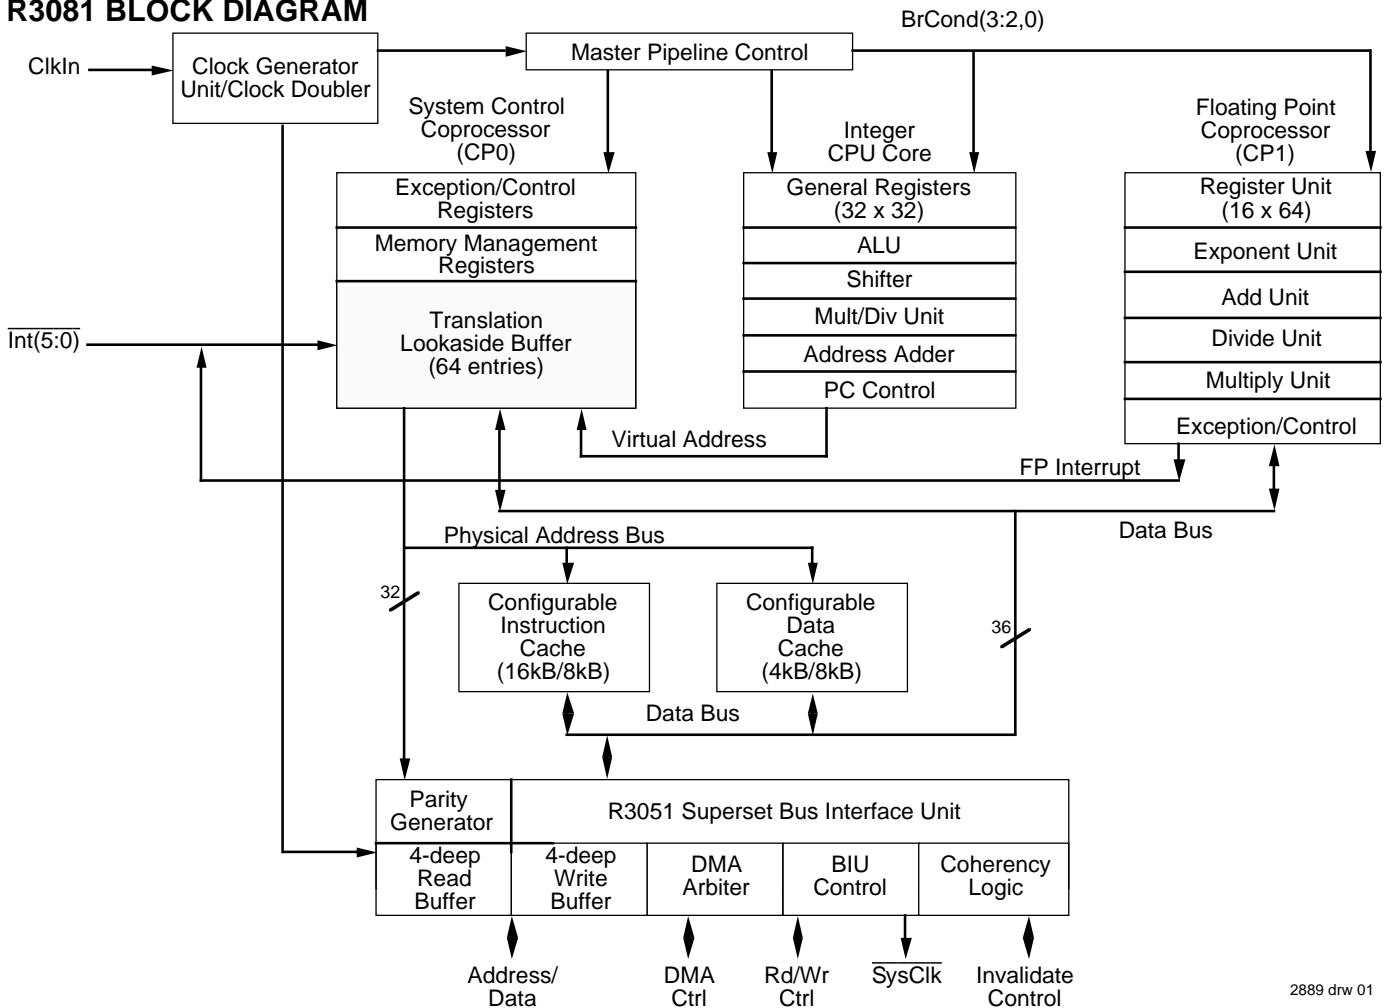 R3081 BLOCK DIAGRAM
BrCond(3:2,0)
ClkIn
Clock Generator
Unit/Clock Doubler
Master Pipeline Control
System Control
Coprocessor
(CP0)
Integer
CPU Core
Floating Point
Coprocessor
(CP1)
Exception/Control
Registers
Memory Management
Registers
Translation
Lookaside Buffer
(64 entries)
General Registers
(32 x 32)
ALU
Shifter
Mult/Div Unit
Address Adder
PC Control
Register Unit
(16 x 64)
Exponent Unit
Add Unit
Divide Unit
Multiply Unit
Exception/Control
Int(5:0)
Virtual Address
FP Interrupt
Data Bus
Physical Address Bus
32
Configurable
Instruction
Cache
(16kB/8kB)
Configurable
Data
Cache
(4kB/8kB)
36
Data Bus
Parity
Generator
R3051 Superset Bus Interface Unit
4-deep
Read
Buffer
4-deep
Write
Buffer
DMA
Arbiter
BIU
Control
Coherency
Logic
Address/
Data
DMA
Ctrl
Rd/Wr
Ctrl
SysClk
Invalidate
Control
2889 drw 01